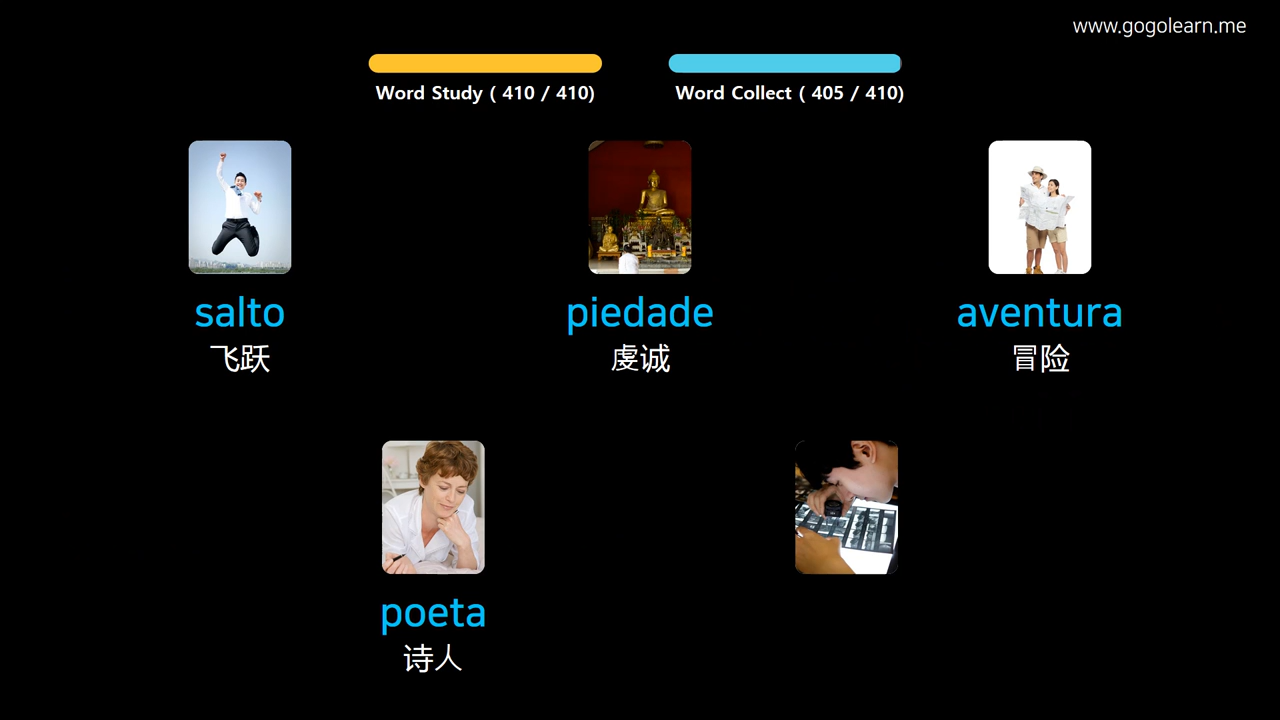 www.gogolearn.me
Word Study ( 410 / 410)
Word Collect ( 405 / 410)
salto
飞跃
piedade
虔诚
aventura
冒险
poeta
诗人